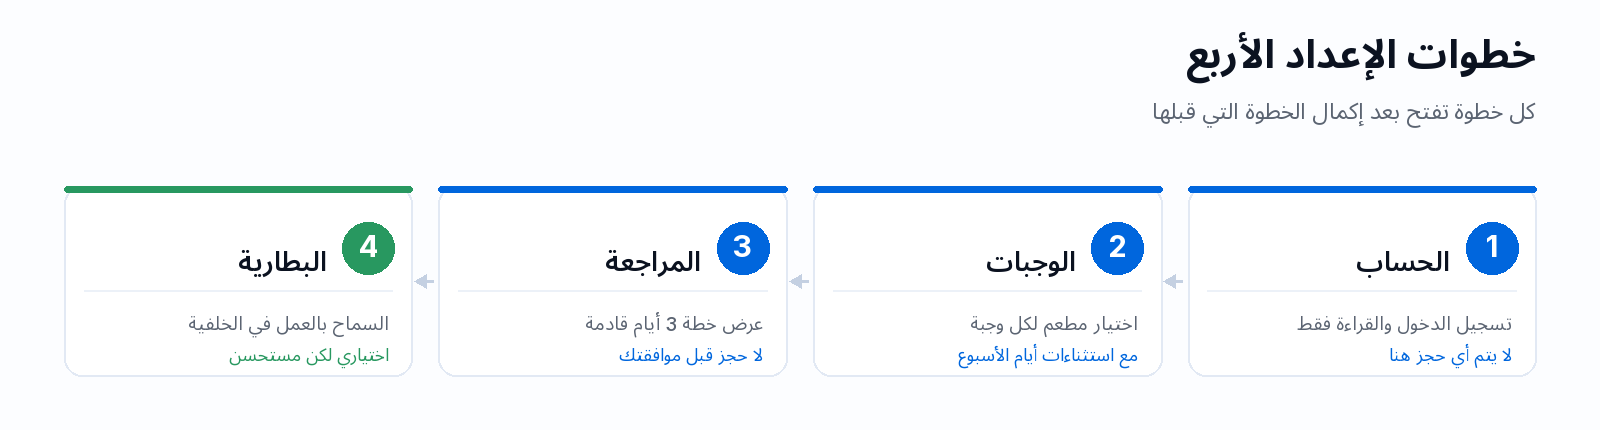 خطوات الإعداد الأربع
كل خطوة تفتح بعد إكمال الخطوة التي قبلها
1
الحساب
تسجيل الدخول والقراءة فقط
لا يتم أي حجز هنا
2
الوجبات
اختيار مطعم لكل وجبة
مع استثناءات أيام الأسبوع
3
المراجعة
عرض خطة 3 أيام قادمة
لا حجز قبل موافقتك
4
البطارية
السماح بالعمل في الخلفية
اختياري لكن مستحسن